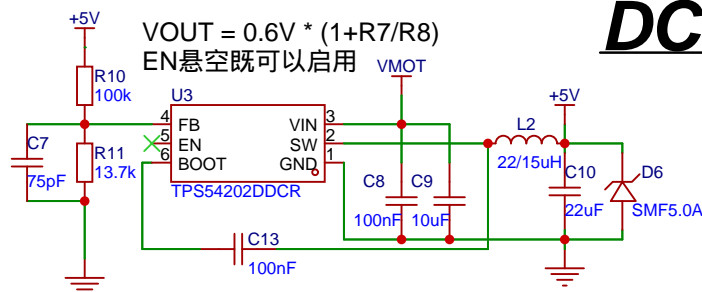 DC
VOUT = 0.6V * (1+R7/R8)
EN悬空既可以启用
+5V
R10
100k
C7
75pF
R11
13.7k
U3
4
FB
5
EN
6
BOOT
VIN
3
SW
2
GND
1
TPS54202DDCR
VMOT
C8
100nF
C9
10uF
C13
100nF
L2
22/15uH
+5V
C10
22uF
D6
SMF5.0A